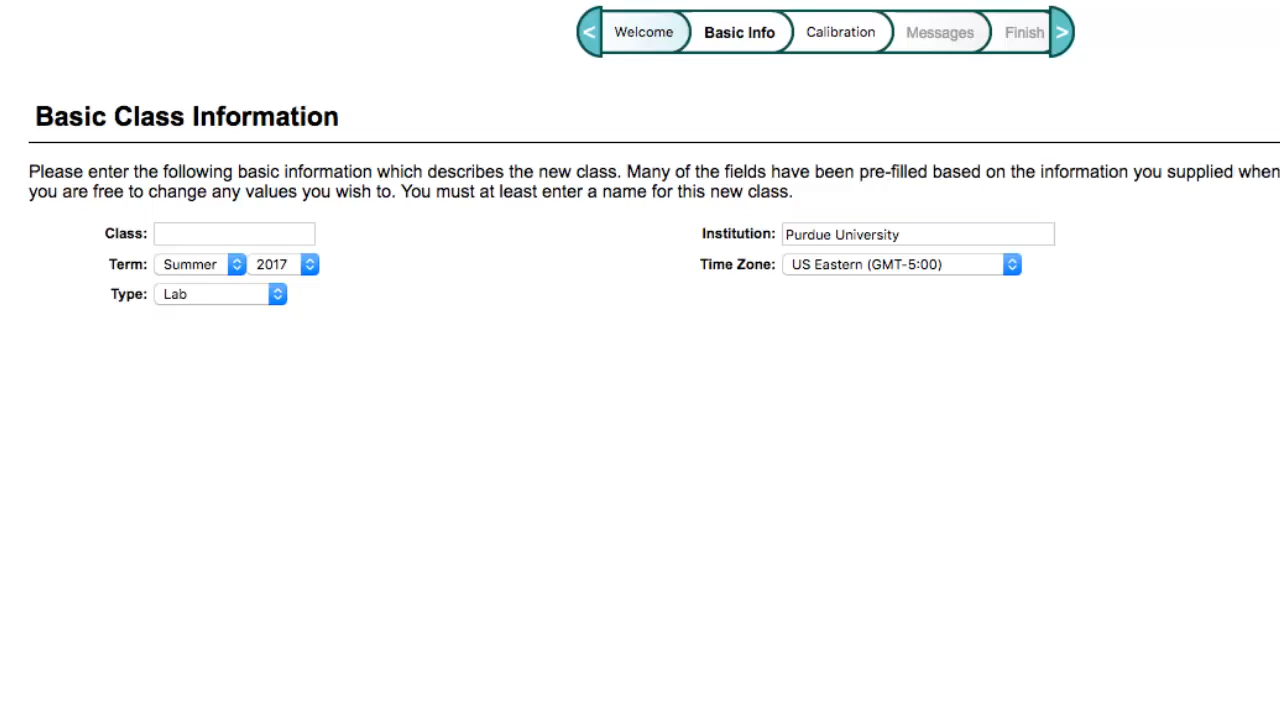 < Welcome Basic Info Calibration Messages Finish >
Basic Class Information
Please enter the following basic information which describes the new class. Many of the fields have been pre-filled based on the information you supplied when
you are free to change any values you wish to. You must at least enter a name for this new class.
Class: Institution: Purdue University
Term: Summer 2017 Time Zone: US Eastern (GMT-5:00)
Type: Lab